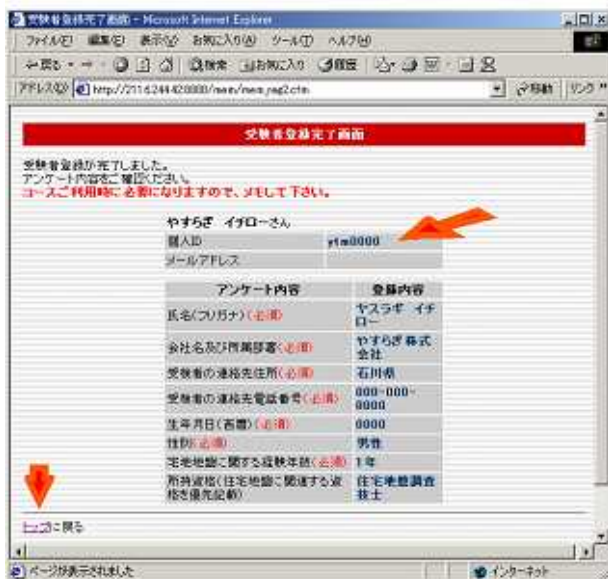 受験者登録完了画面 - Microsoft Internet Explorer
ファイル(F) 編集(E) 表示(V) お気に入り(A) ツール(T) ヘルプ(H)
戻る 検索 お気に入り 履歴
アドレス(D) 移動 リンク
受験者登録完了画面
受験者登録が完了しました。
アンケート内容をご確認ください。
コースご利用時に必要になりますので、メモして下さい。
やすらぎ イチローさん
個人ID ytm0000
メールアドレス
アンケート内容 登録内容
氏名(フリガナ)(必須) ヤスラギ イチ
ロー
会社名及び所属部署(必須) やすらぎ株式
会社
受験者の連絡先住所(必須) 石川県
受験者の連絡先電話番号(必須) 000-000-
0000
生年月日(西暦)(必須) 0000
性別(必須) 男性
宅地地盤に関する経験年数(必須) 1年
所持資格(住宅地盤に関連する資
格を優先記載) 住宅地盤調査
技士
トップに戻る
ページが表示されました インターネット